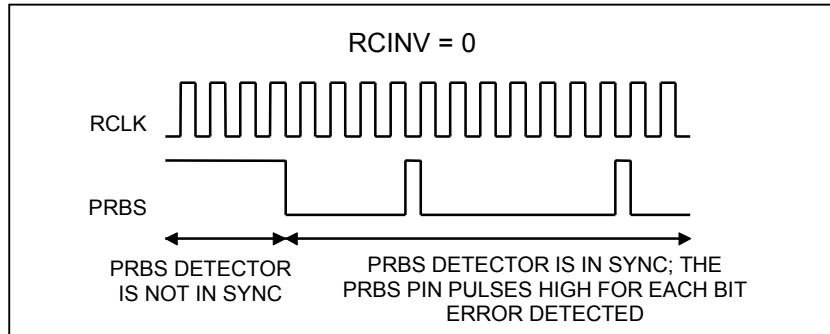 RCINV = 0
RCLK
PRBS
PRBS DETECTOR
IS NOT IN SYNC
PRBS DETECTOR IS IN SYNC; THE
PRBS PIN PULSES HIGH FOR EACH BIT
ERROR DETECTED